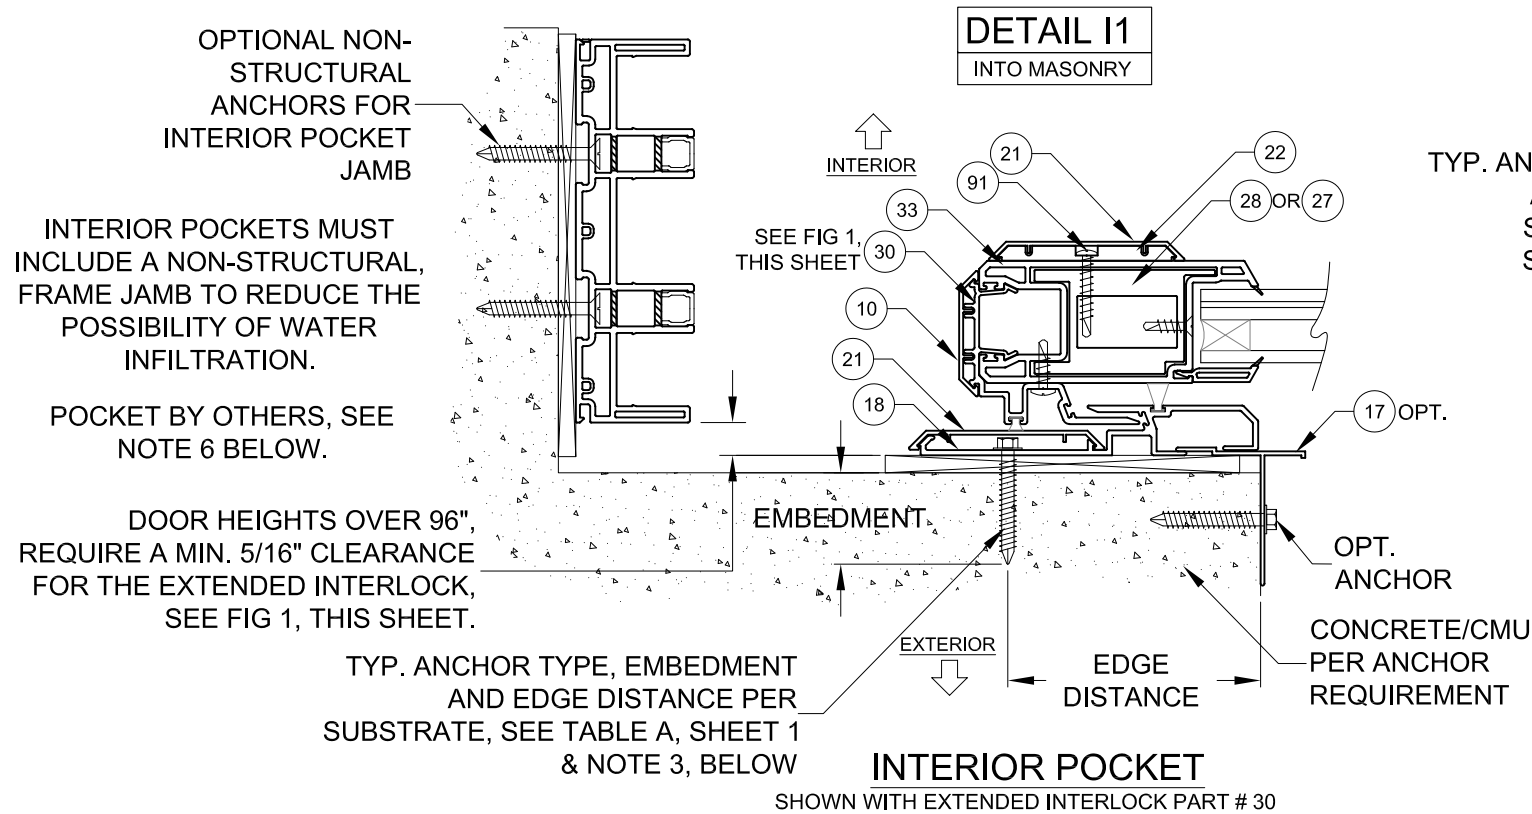 DETAIL I1
INTO MASONRY
OPTIONAL NON-
STRUCTURAL
ANCHORS FOR
INTERIOR POCKET
JAMB
INTERIOR POCKETS MUST
INCLUDE A NON-STRUCTURAL,
FRAME JAMB TO REDUCE THE
POSSIBILITY OF WATER
INFILTRATION.
POCKET BY OTHERS, SEE
NOTE 6 BELOW.
DOOR HEIGHTS OVER 96",
REQUIRE A MIN. 5/16" CLEARANCE
FOR THE EXTENDED INTERLOCK,
SEE FIG 1, THIS SHEET.
TYP. ANCHOR TYPE, EMBEDMENT
AND EDGE DISTANCE PER
SUBSTRATE, SEE TABLE A, SHEET 1
& NOTE 3, BELOW
INTERIOR
21
22
91
28 OR 27
33
SEE FIG 1,
THIS SHEET
30
10
21
18
17 OPT.
EMBEDMENT
OPT.
ANCHOR
EXTERIOR
EDGE
DISTANCE
CONCRETE/CMU
PER ANCHOR
REQUIREMENT
INTERIOR POCKET
SHOWN WITH EXTENDED INTERLOCK PART # 30
TYP. AN
S
S